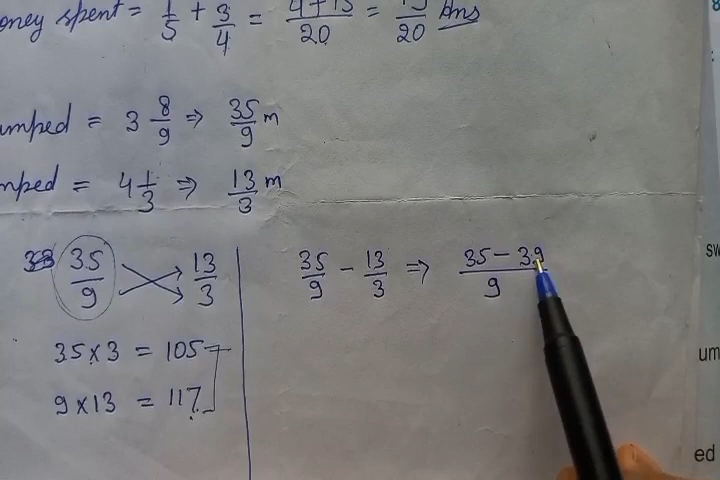 oney spent = 1/5 + 3/4 = 4+15/20 = 19/20 Ans
umped = 3 8/9 ⇒ 35/9 m
mped = 4 1/3 ⇒ 13/3 m
35/9 13/3
35 × 3 = 105
9 × 13 = 117
35/9 − 13/3 ⇒ 35 − 39/9
um
ed